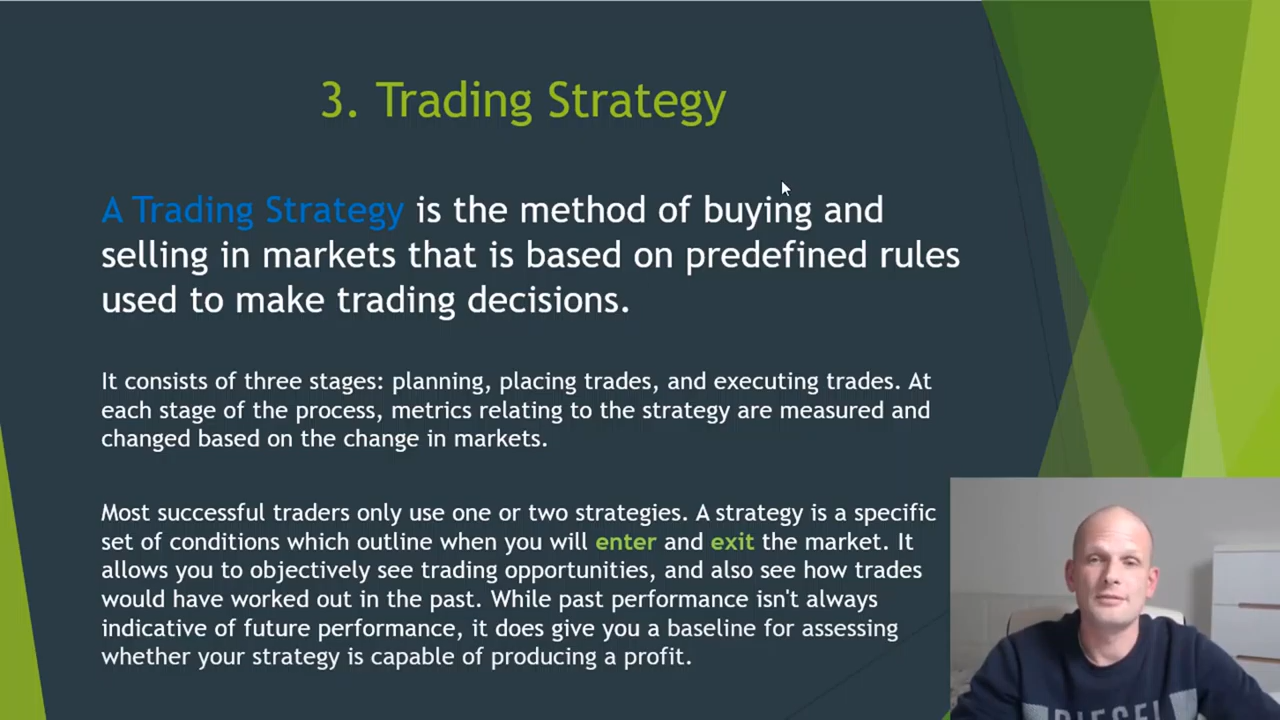 3. Trading Strategy
A Trading Strategy is the method of buying and
selling in markets that is based on predefined rules
used to make trading decisions.
It consists of three stages: planning, placing trades, and executing trades. At
each stage of the process, metrics relating to the strategy are measured and
changed based on the change in markets.
Most successful traders only use one or two strategies. A strategy is a specific
set of conditions which outline when you will enter and exit the market. It
allows you to objectively see trading opportunities, and also see how trades
would have worked out in the past. While past performance isn't always
indicative of future performance, it does give you a baseline for assessing
whether your strategy is capable of producing a profit.
DIESEL